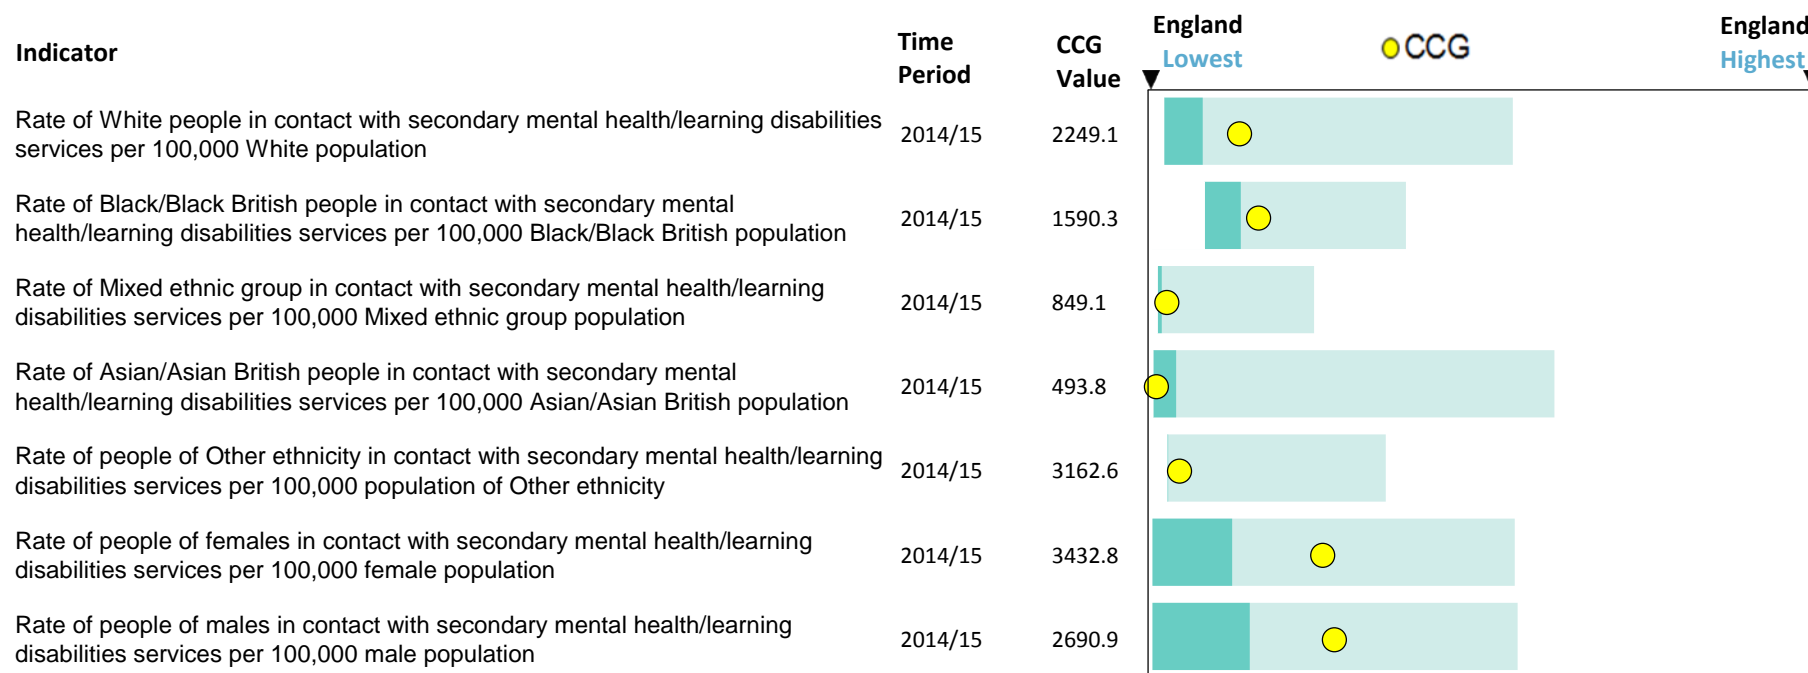 Indicator
Time
Period
CCG
Value
England
Lowest
CCG
England
Highest
Rate of White people in contact with secondary mental health/learning disabilities
services per 100,000 White population
2014/15
2249.1
Rate of Black/Black British people in contact with secondary mental
health/learning disabilities services per 100,000 Black/Black British population
2014/15
1590.3
Rate of Mixed ethnic group in contact with secondary mental health/learning
disabilities services per 100,000 Mixed ethnic group population
2014/15
849.1
Rate of Asian/Asian British people in contact with secondary mental
health/learning disabilities services per 100,000 Asian/Asian British population
2014/15
493.8
Rate of people of Other ethnicity in contact with secondary mental health/learning
disabilities services per 100,000 population of Other ethnicity
2014/15
3162.6
Rate of people of females in contact with secondary mental health/learning
disabilities services per 100,000 female population
2014/15
3432.8
Rate of people of males in contact with secondary mental health/learning
disabilities services per 100,000 male population
2014/15
2690.9